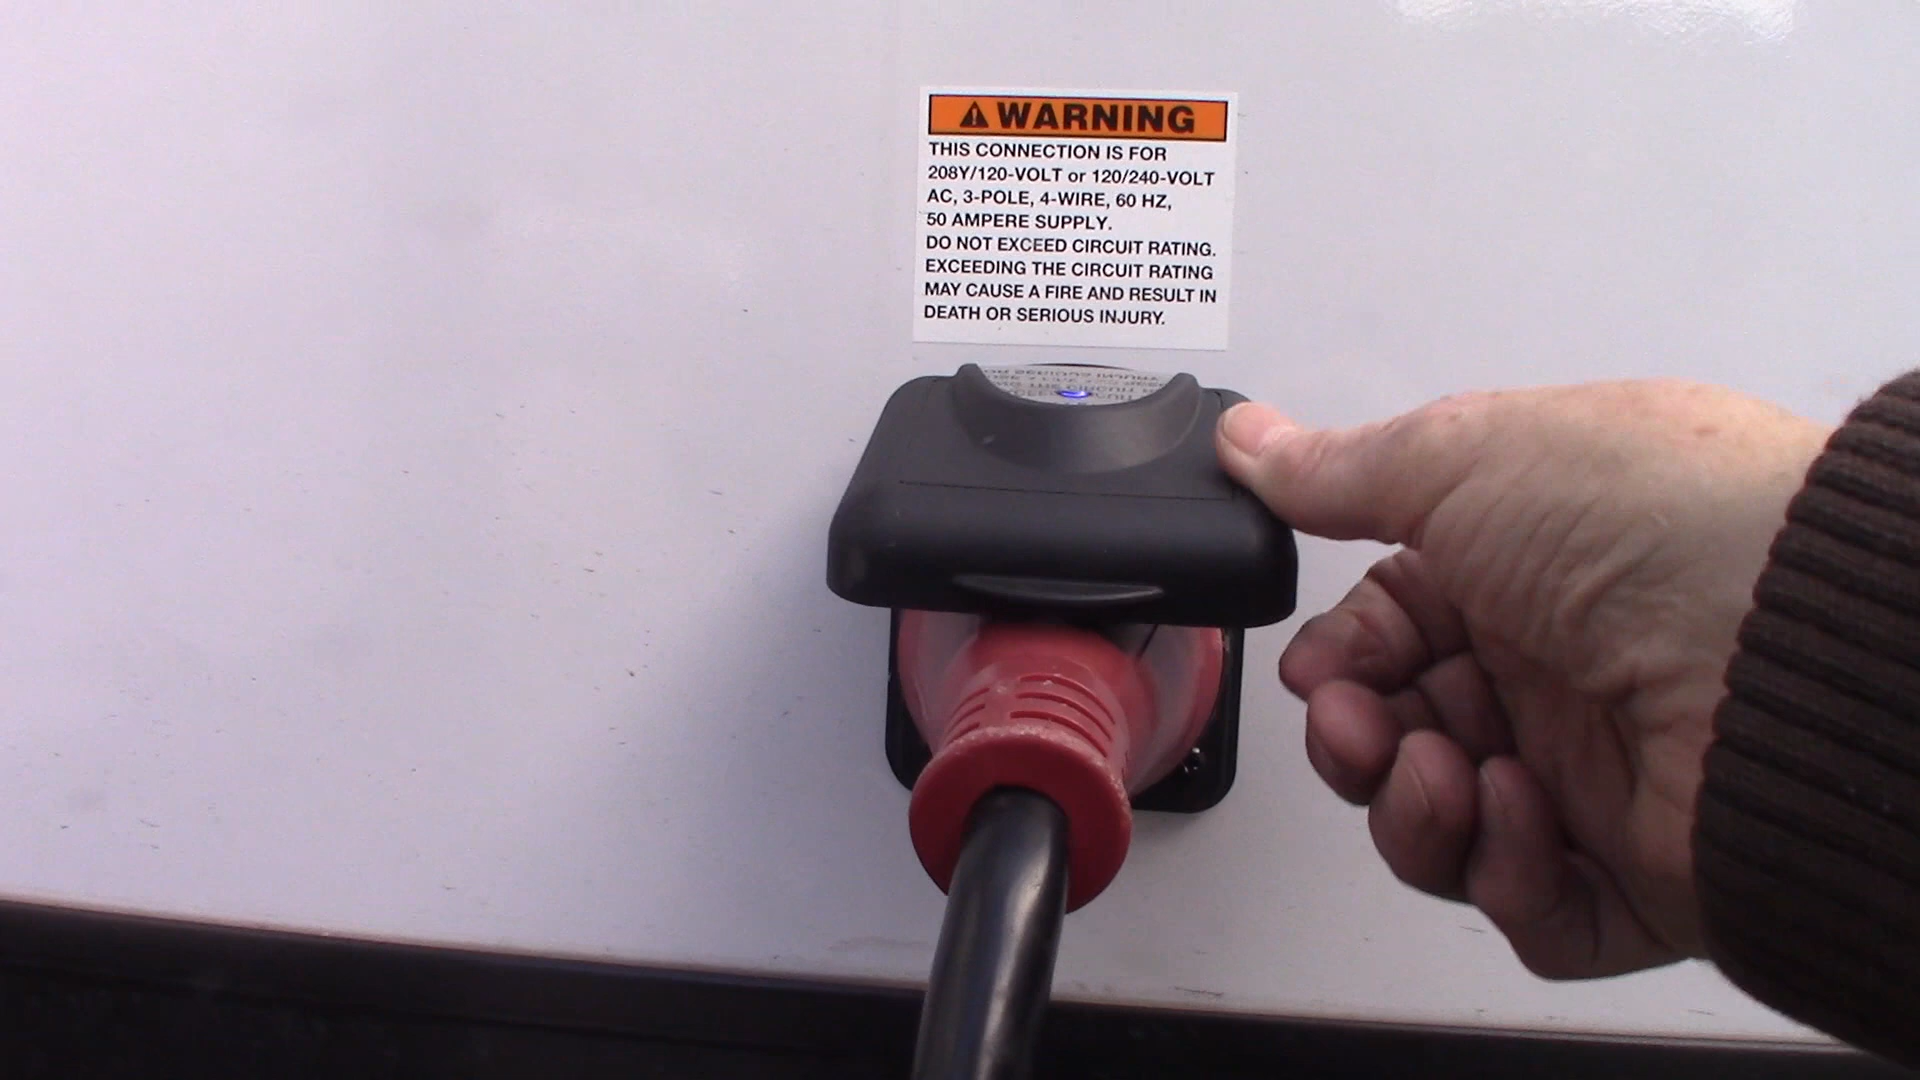 WARNING
THIS CONNECTION IS FOR
208Y/120-VOLT or 120/240-VOLT
AC, 3-POLE, 4-WIRE, 60 HZ,
50 AMPERE SUPPLY.
DO NOT EXCEED CIRCUIT RATING.
EXCEEDING THE CIRCUIT RATING
MAY CAUSE A FIRE AND RESULT IN
DEATH OR SERIOUS INJURY.